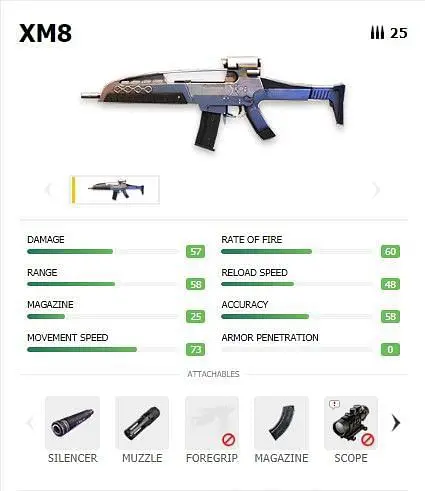 XM8
25
DAMAGE
57
RATE OF FIRE
60
RANGE
58
RELOAD SPEED
48
MAGAZINE
25
ACCURACY
58
MOVEMENT SPEED
73
ARMOR PENETRATION
0
ATTACHABLES
SILENCER
MUZZLE
FOREGRIP
MAGAZINE
SCOPE